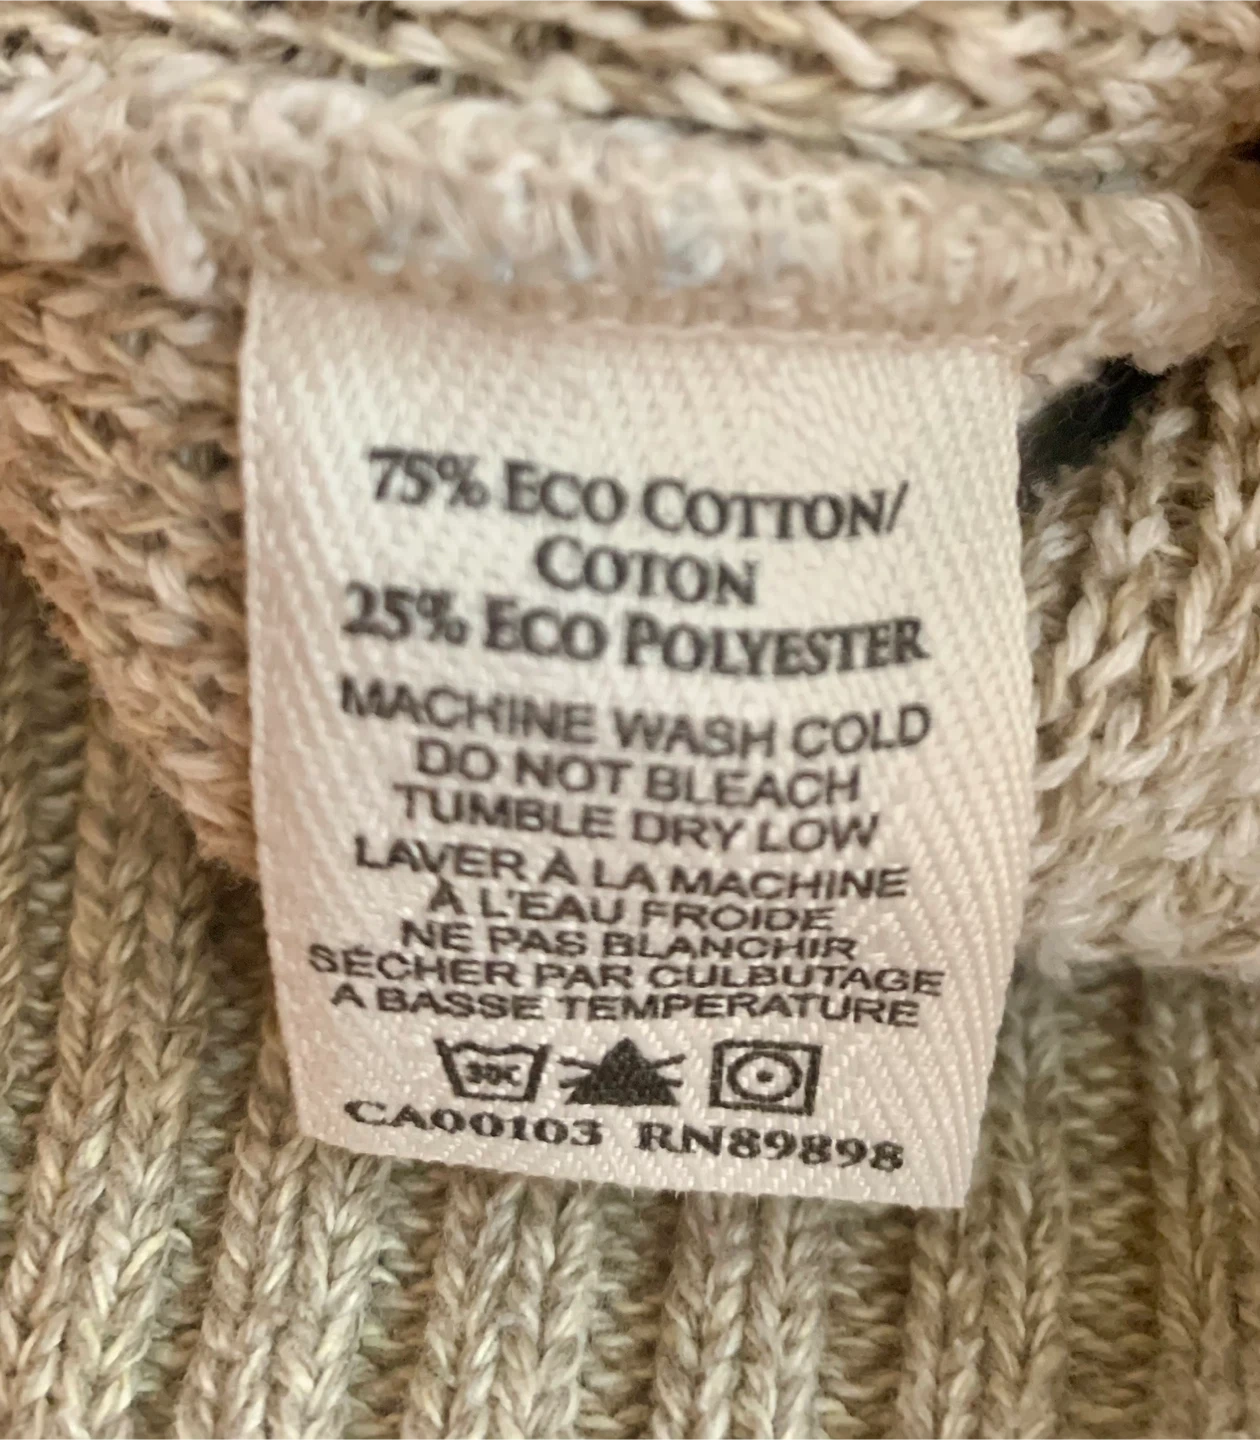 75% ECO COTTON/
COTON
25% ECO POLYESTER
MACHINE WASH COLD
DO NOT BLEACH
TUMBLE DRY LOW
LAVER À LA MACHINE
À L'EAU FROIDE
NE PAS BLANCHIR
SÉCHER PAR CULBUTAGE
A BASSE TEMPERATURE
30C
CA00103 RN89898